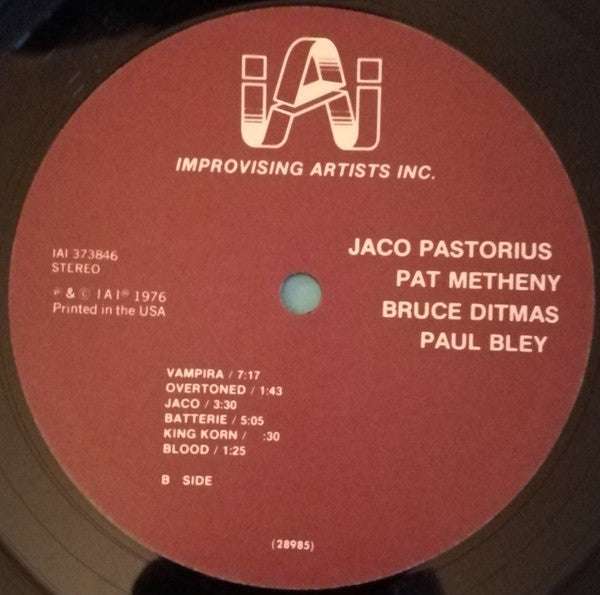 iAi
IMPROVISING ARTISTS INC.
IAI 373846
STEREO
℗ & © I A I® 1976
Printed in the USA
JACO PASTORIUS
PAT METHENY
BRUCE DITMAS
PAUL BLEY
VAMPIRA / 7:17
OVERTONED / 1:43
JACO / 3:30
BATTERIE / 5:05
KING KORN / :30
BLOOD / 1:25
B SIDE
(28985)